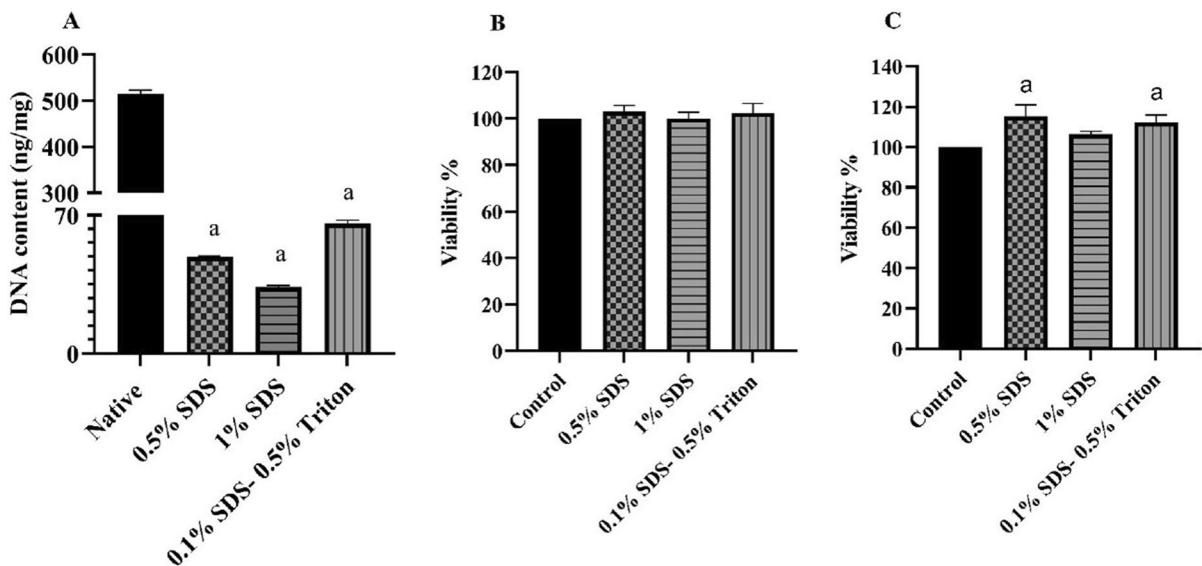 A
DNA content (ng/mg)
600
500
400
300
70
0
a
a
a
Native
0.5% SDS
1% SDS
0.1% SDS- 0.5% Triton
B
Viability %
120
100
80
60
40
20
0
Control
0.5% SDS
1% SDS
0.1% SDS- 0.5% Triton
C
Viability %
140
120
100
80
60
40
20
0
a
a
Control
0.5% SDS
1% SDS
0.1% SDS- 0.5% Triton